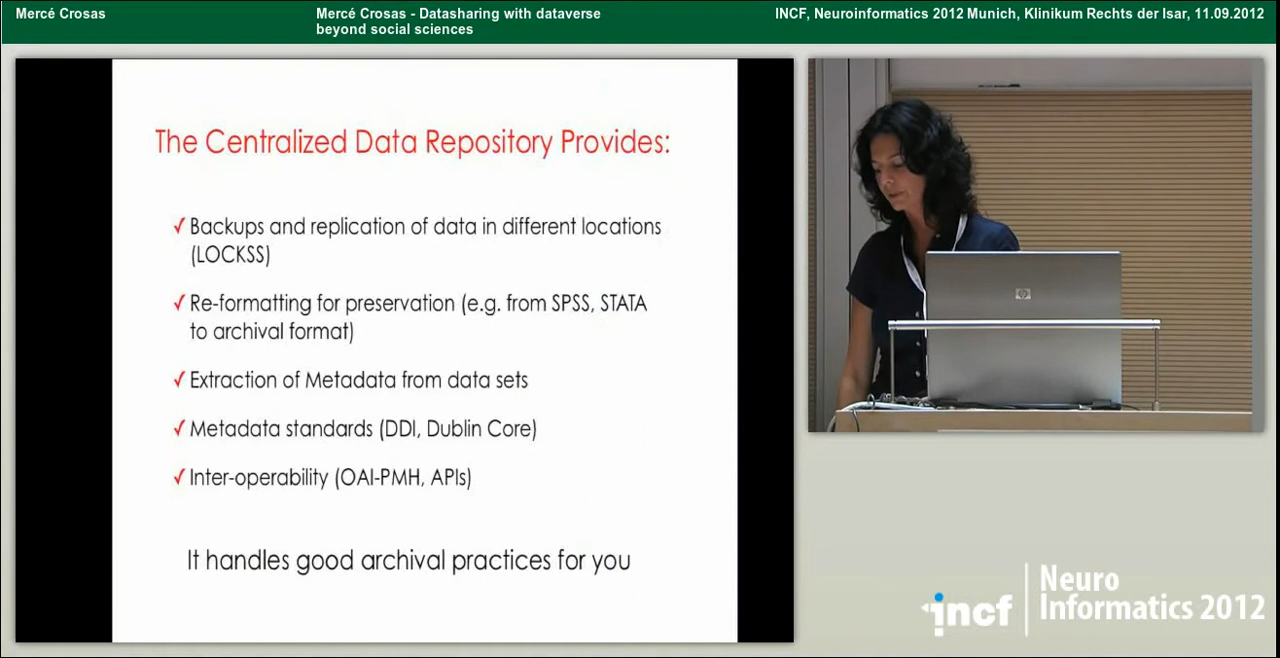 Mercé Crosas
Mercé Crosas - Datasharing with dataverse
beyond social sciences
INCF, Neuroinformatics 2012 Munich, Klinikum Rechts der Isar, 11.09.2012
The Centralized Data Repository Provides:
✓ Backups and replication of data in different locations
(LOCKSS)
✓ Re-formatting for preservation (e.g. from SPSS, STATA
to archival format)
✓ Extraction of Metadata from data sets
✓ Metadata standards (DDI, Dublin Core)
✓ Inter-operability (OAI-PMH, APIs)
It handles good archival practices for you
hp
incf
Neuro
Informatics 2012